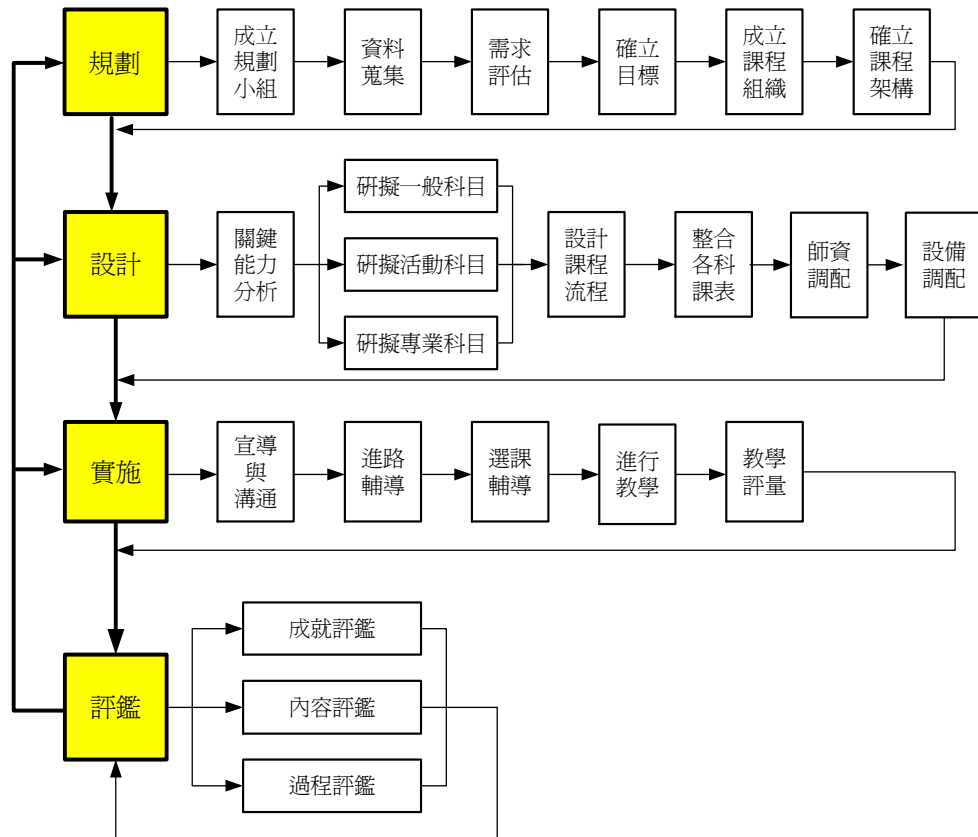 規劃
成立
規劃
小組
資料
蒐集
需求
評估
確立
目標
成立
課程
組織
確立
課程
架構
設計
關鍵
能力
分析
研擬一般科目
研擬活動科目
研擬專業科目
設計
課程
流程
整合
各科
課表
師資
調配
設備
調配
實施
宣導
與
溝通
進路
輔導
選課
輔導
進行
教學
教學
評量
評鑑
成就評鑑
內容評鑑
過程評鑑